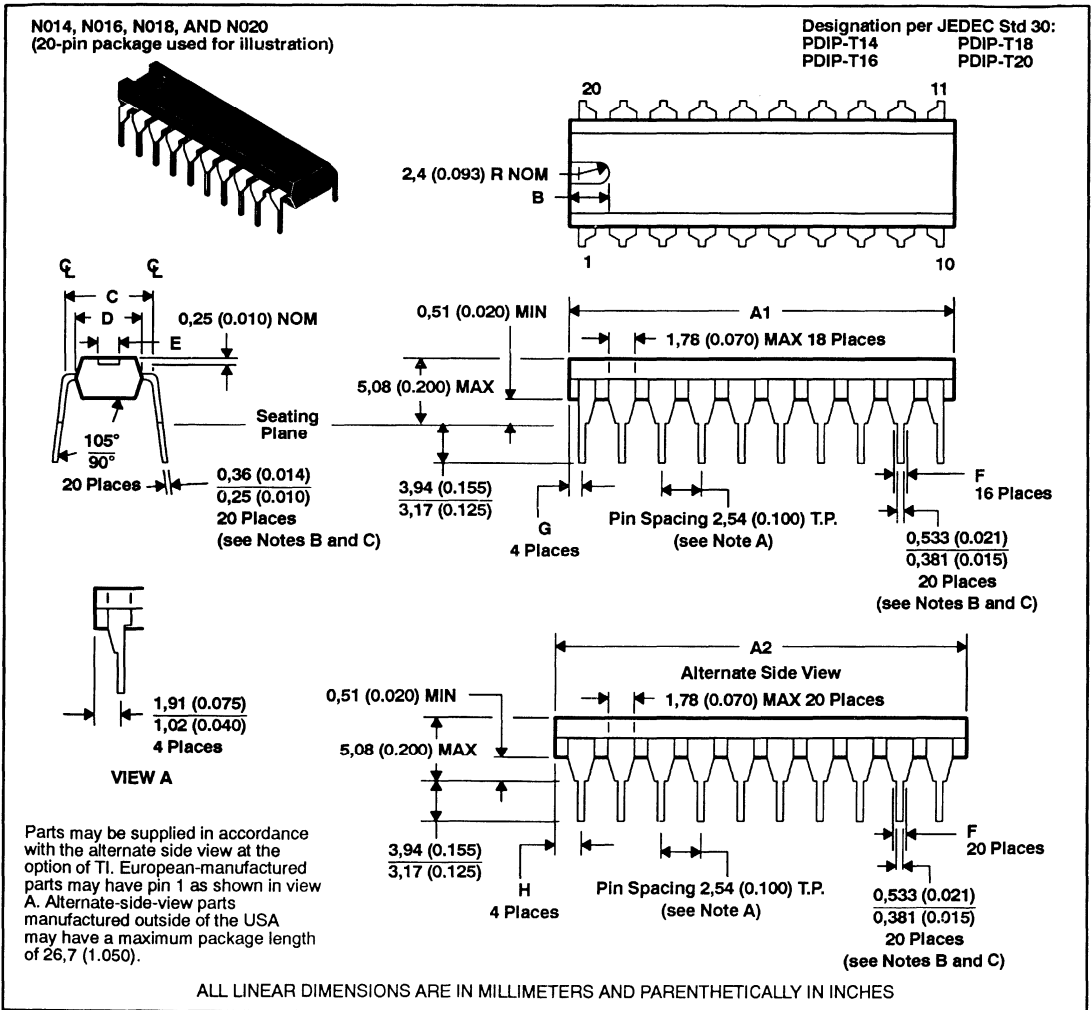 N014, N016, N018, AND N020
(20-pin package used for illustration)
Designation per JEDEC Std 30:
PDIP-T14 PDIP-T18
PDIP-T16 PDIP-T20
20 11
2,4 (0.093) R NOM
B
1 10
℄ ℄
C
D
E
0,25 (0.010) NOM
105°
90°
20 Places
0,36 (0.014)
0,25 (0.010)
20 Places
(see Notes B and C)
Seating
Plane
0,51 (0.020) MIN
A1
1,78 (0.070) MAX 18 Places
5,08 (0.200) MAX
3,94 (0.155)
3,17 (0.125)
G
4 Places
Pin Spacing 2,54 (0.100) T.P.
(see Note A)
F
16 Places
0,533 (0.021)
0,381 (0.015)
20 Places
(see Notes B and C)
1,91 (0.075)
1,02 (0.040)
4 Places
VIEW A
A2
Alternate Side View
0,51 (0.020) MIN
1,78 (0.070) MAX 20 Places
5,08 (0.200) MAX
3,94 (0.155)
3,17 (0.125)
H
4 Places
Pin Spacing 2,54 (0.100) T.P.
(see Note A)
F
20 Places
0,533 (0.021)
0,381 (0.015)
20 Places
(see Notes B and C)
Parts may be supplied in accordance
with the alternate side view at the
option of TI. European-manufactured
parts may have pin 1 as shown in view
A. Alternate-side-view parts
manufactured outside of the USA
may have a maximum package length
of 26,7 (1.050).
ALL LINEAR DIMENSIONS ARE IN MILLIMETERS AND PARENTHETICALLY IN INCHES